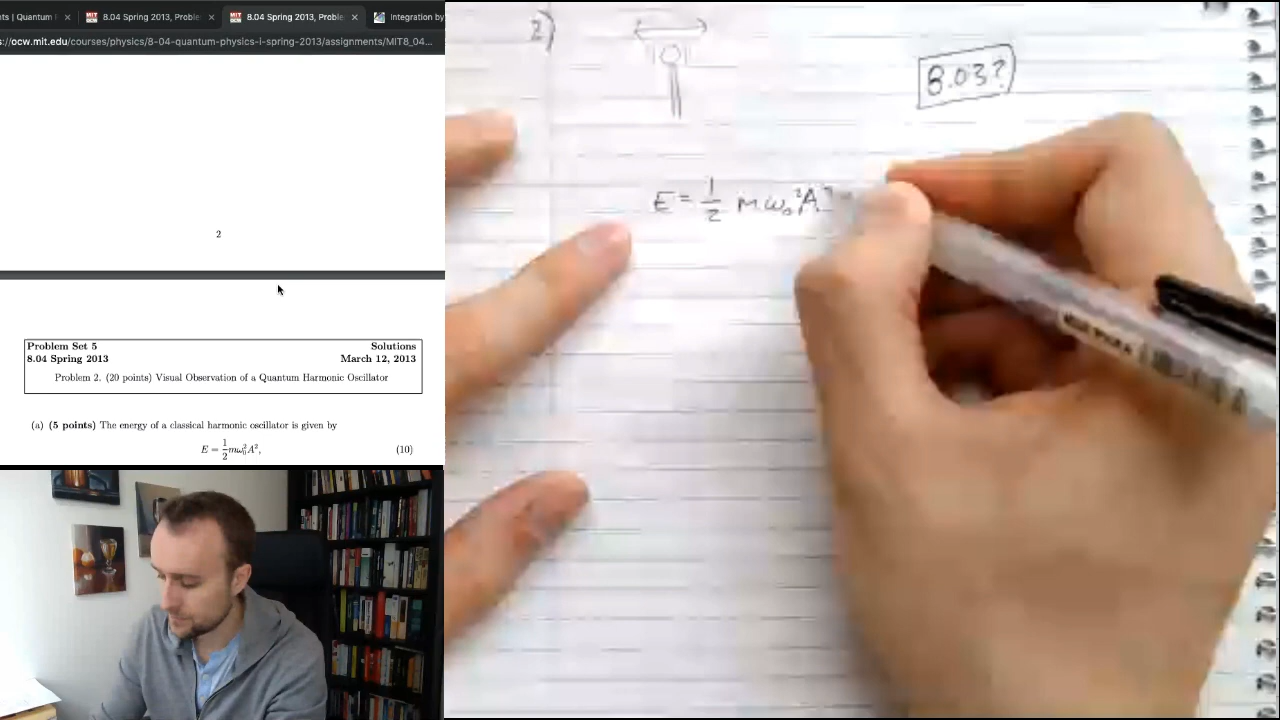 nts | Quantum
8.04 Spring 2013, Proble
8.04 Spring 2013, Proble
Integration by
://ocw.mit.edu/courses/physics/8-04-quantum-physics-i-spring-2013/assignments/MIT8_04...
2
Problem Set 5 Solutions
8.04 Spring 2013 March 12, 2013
Problem 2. (20 points) Visual Observation of a Quantum Harmonic Oscillator
(a) (5 points) The energy of a classical harmonic oscillator is given by
E = 1/2 mω₀²A², (10)
2)
8.03?
E = 1/2 mω₀²A²